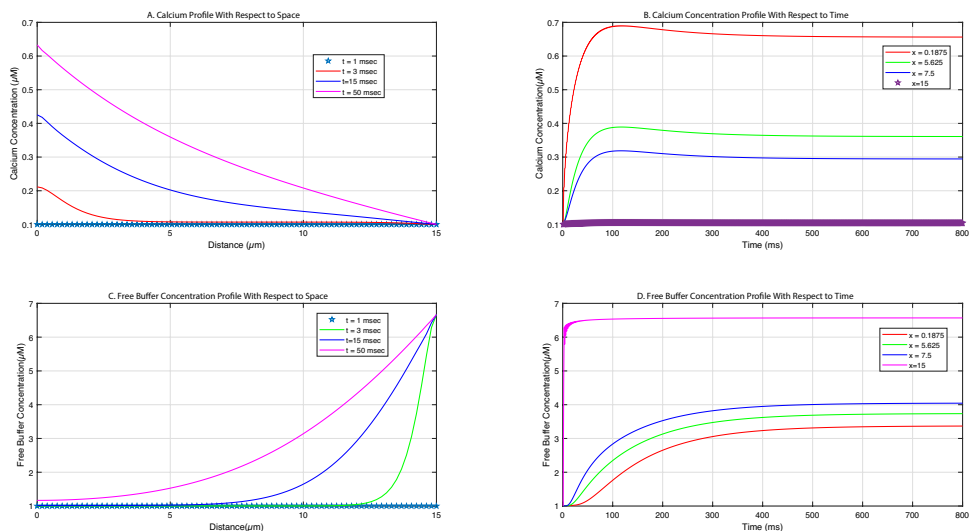 A. Calcium Profile With Respect to Space
Calcium Concentration (µM)
0.7
0.6
0.5
0.4
0.3
0.2
0.1
0
5
10
15
Distance (µm)
t = 1 msec
t = 3 msec
t=15 msec
t = 50 msec
B. Calcium Concentration Profile With Respect to Time
Calcium Concentration(µM)
0.7
0.6
0.5
0.4
0.3
0.2
0.1
0
100
200
300
400
500
600
700
800
Time (ms)
x = 0.1875
x = 5.625
x = 7.5
x=15
C. Free Buffer Concentration Profile With Respect to Space
Free Buffer Concentration(µM)
7
6
5
4
3
2
1
0
5
10
15
Distance(µm)
t = 1 msec
t = 3 msec
t=15 msec
t = 50 msec
D. Free Buffer Concentration Profile With Respect to Time
Free Buffer Concentration(µM)
7
6
5
4
3
2
1
0
100
200
300
400
500
600
700
800
Time (ms)
x = 0.1875
x = 5.625
x = 7.5
x=15